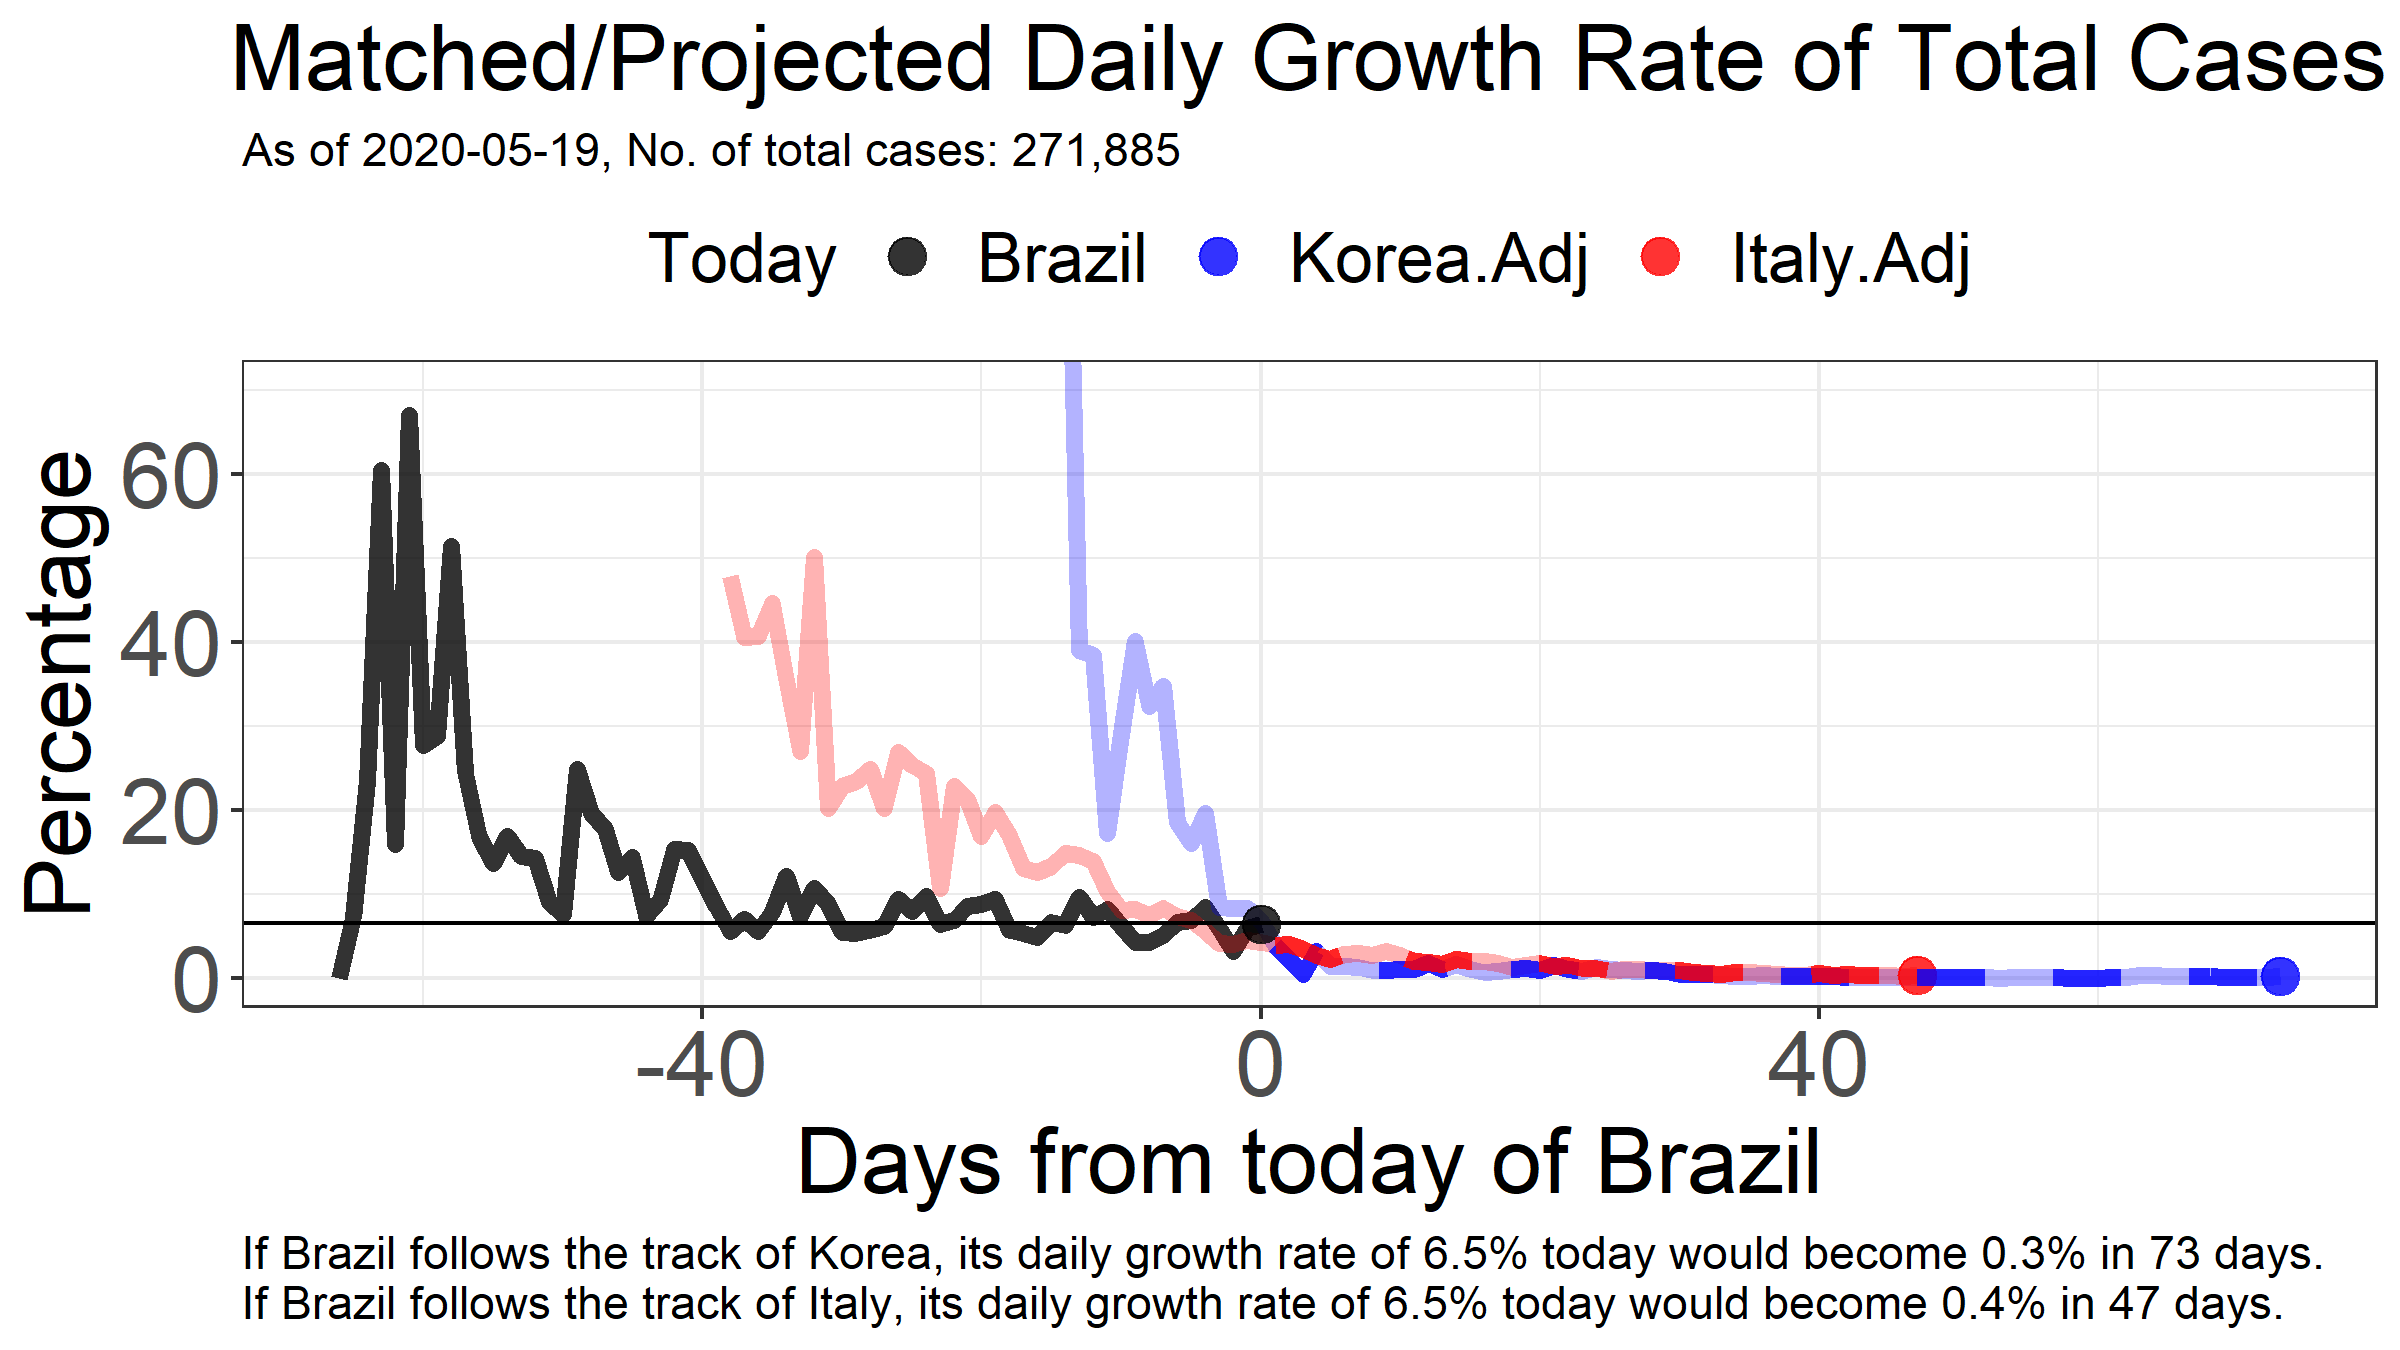 Matched/Projected Daily Growth Rate of Total Cases
As of 2020-05-19, No. of total cases: 271,885
Today Brazil Korea.Adj Italy.Adj
Percentage
60
40
20
0
-40 0 40
Days from today of Brazil
If Brazil follows the track of Korea, its daily growth rate of 6.5% today would become 0.3% in 73 days.
If Brazil follows the track of Italy, its daily growth rate of 6.5% today would become 0.4% in 47 days.